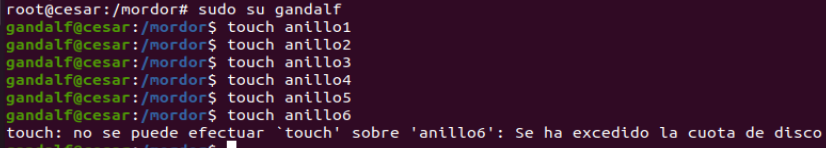 root@cesar:/mordor# sudo su gandalf
gandalf@cesar:/mordor$ touch anillo1
gandalf@cesar:/mordor$ touch anillo2
gandalf@cesar:/mordor$ touch anillo3
gandalf@cesar:/mordor$ touch anillo4
gandalf@cesar:/mordor$ touch anillo5
gandalf@cesar:/mordor$ touch anillo6
touch: no se puede efectuar `touch' sobre 'anillo6': Se ha excedido la cuota de disco
gandalf@cesar:/mordor$